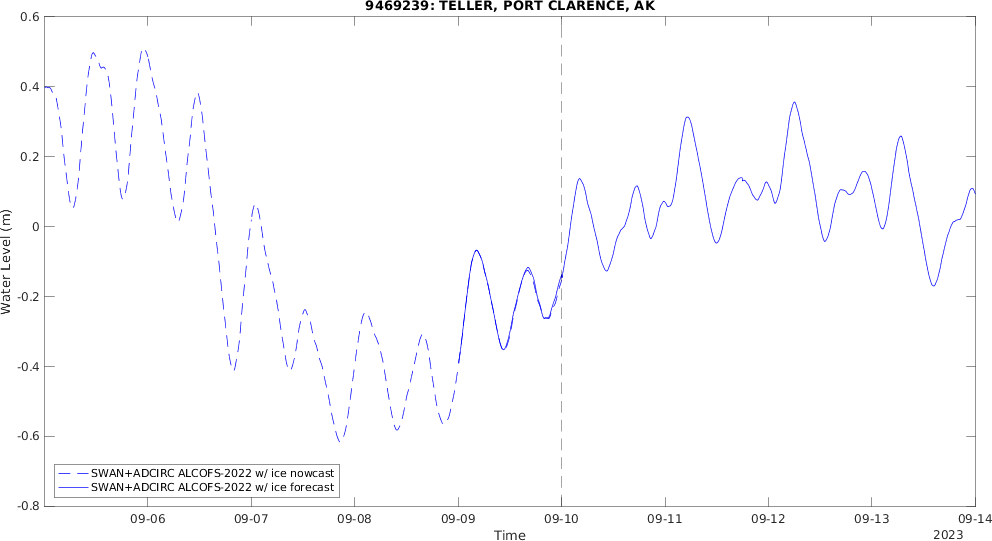 9469239: TELLER, PORT CLARENCE, AK
0.6
0.4
0.2
0
-0.2
-0.4
-0.6
-0.8
Water Level (m)
SWAN+ADCIRC ALCOFS-2022 w/ ice nowcast
SWAN+ADCIRC ALCOFS-2022 w/ ice forecast
09-06 09-07 09-08 09-09 09-10 09-11 09-12 09-13 09-14
Time
2023